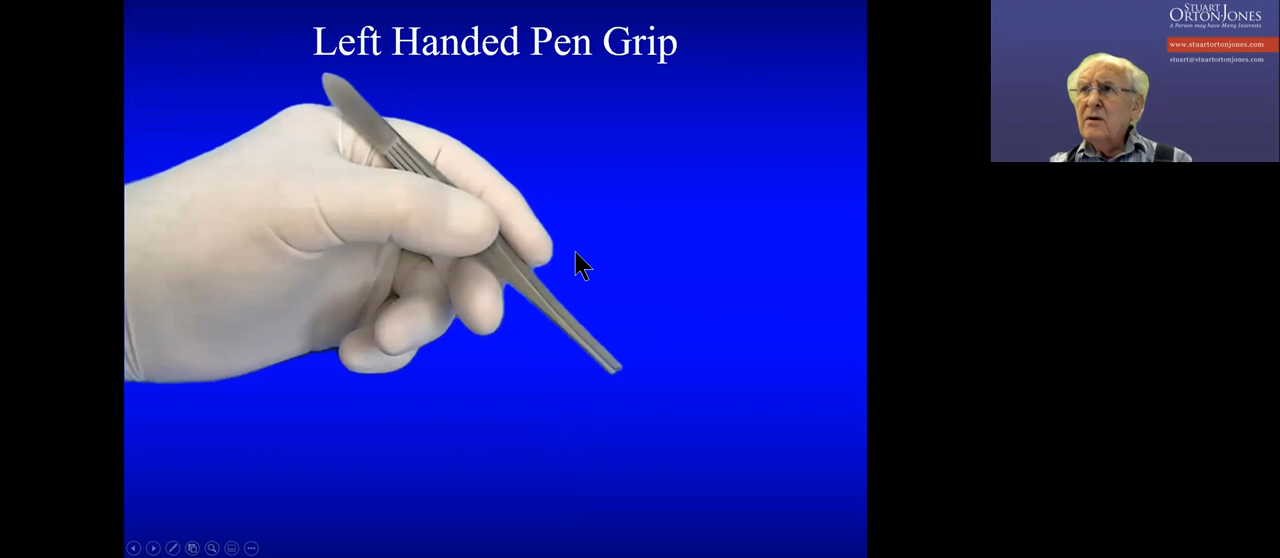 Left Handed Pen Grip
STUART
ORTON-JONES
A Person may have Many Interests
www.stuartortonjones.com
stuart@stuartortonjones.com